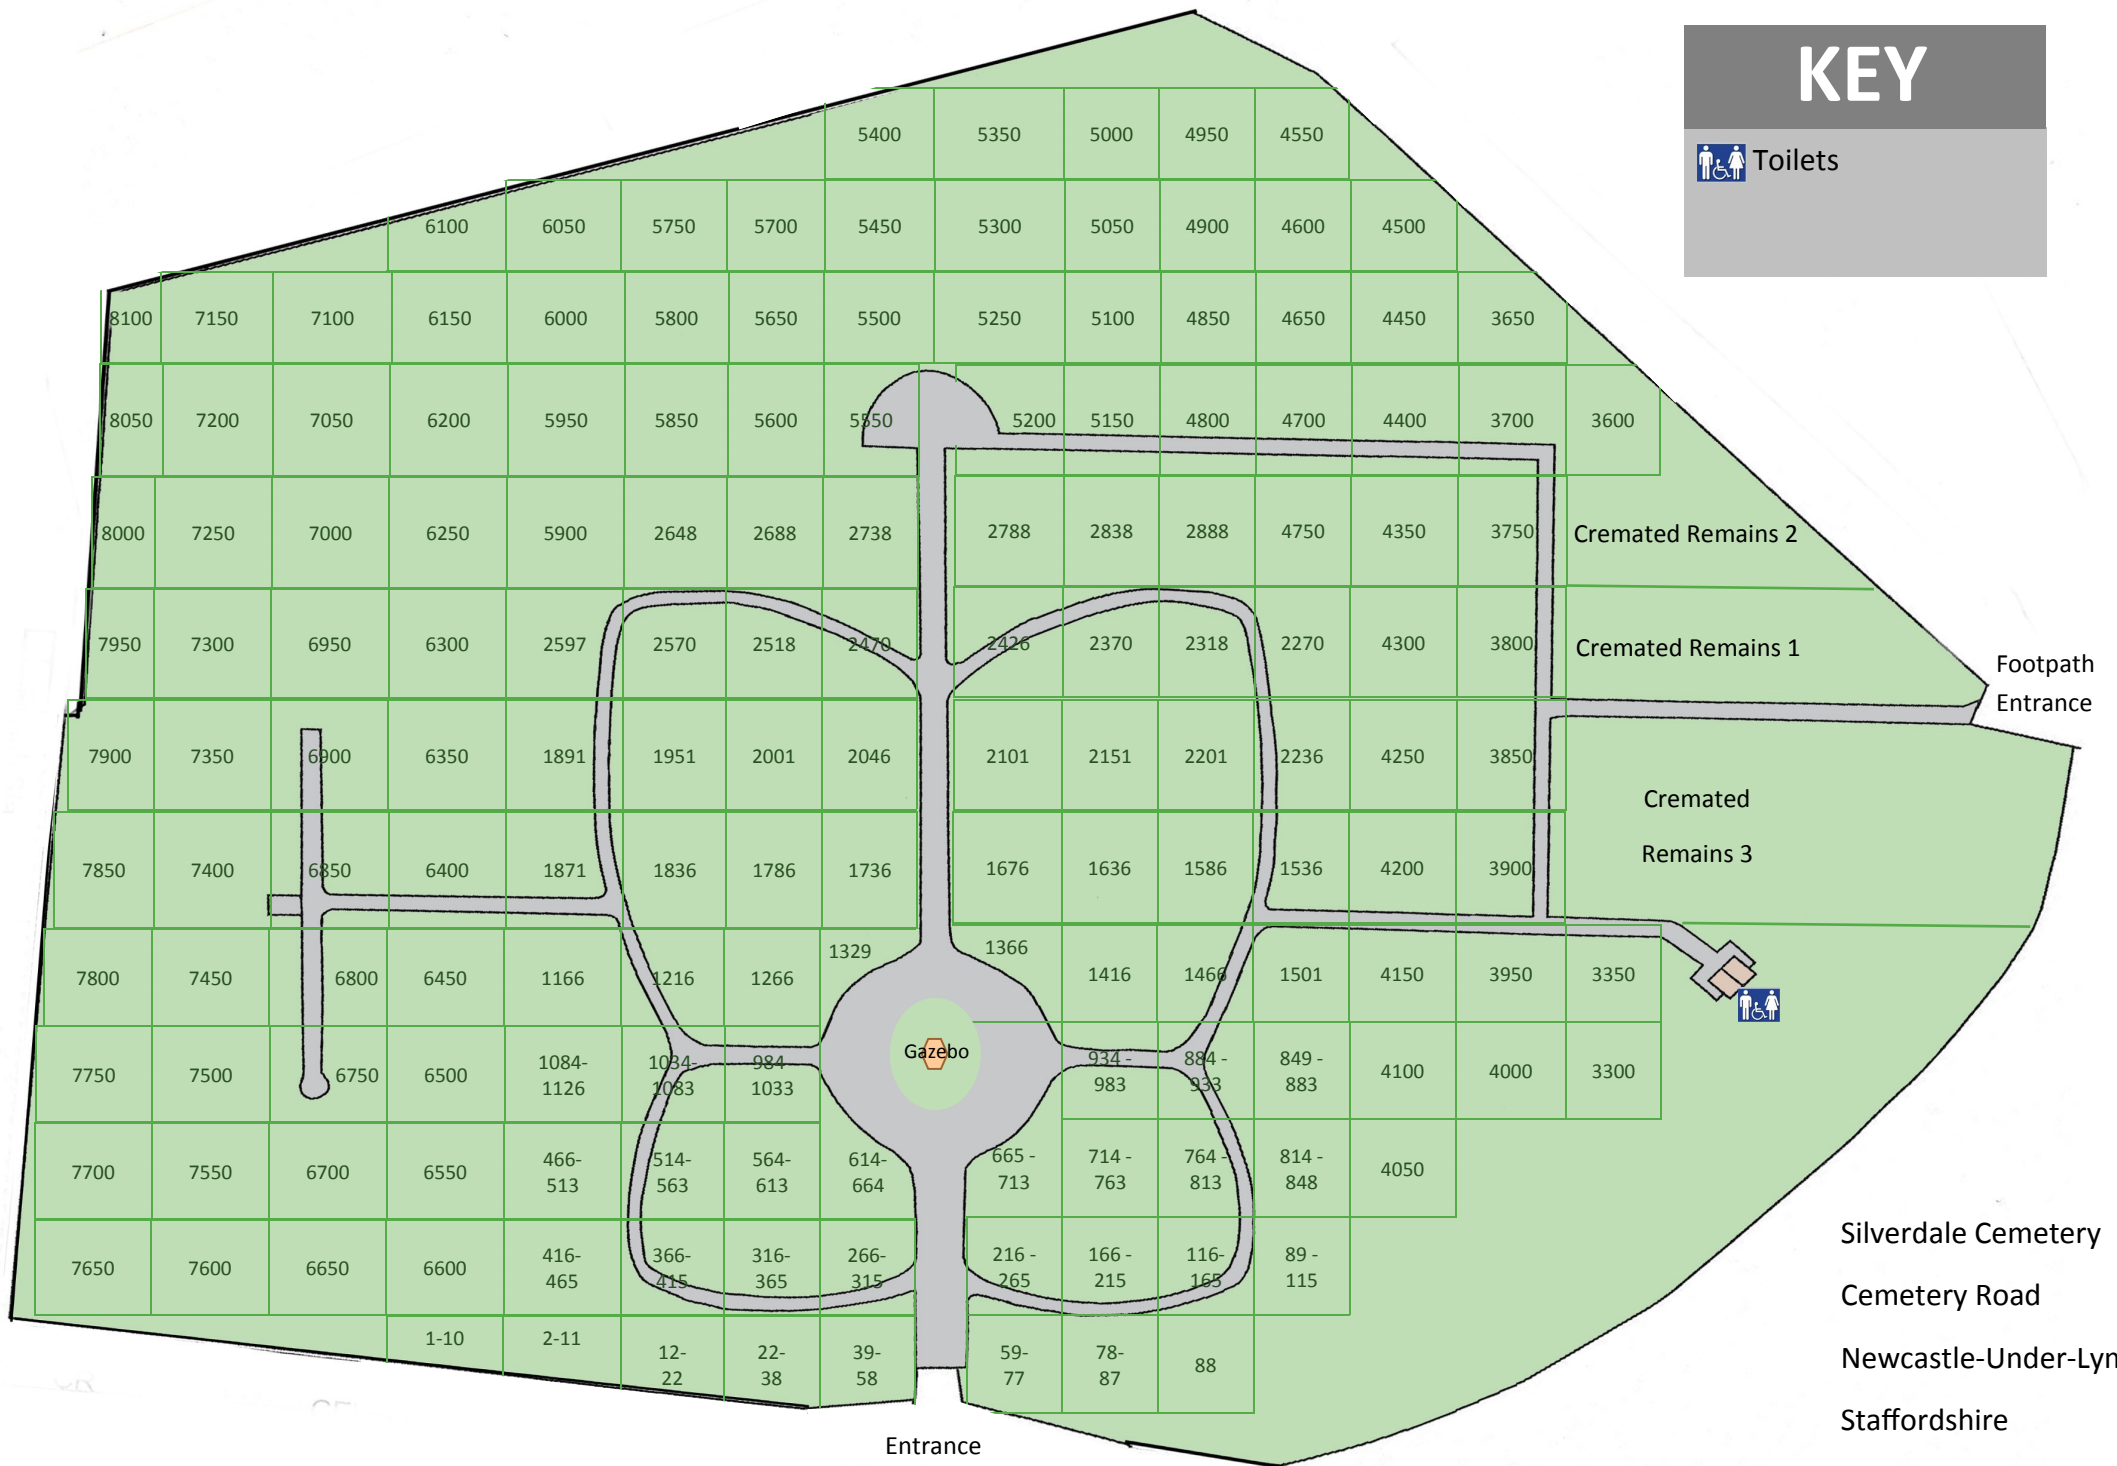 KEY
Toilets
5400 5350 5000 4950 4550
6100 6050 5750 5700 5450 5300 5050 4900 4600 4500
8100 7150 7100 6150 6000 5800 5650 5500 5250 5100 4850 4650 4450 3650
8050 7200 7050 6200 5950 5850 5600 5550 5200 5150 4800 4700 4400 3700 3600
8000 7250 7000 6250 5900 2648 2688 2738 2788 2838 2888 4750 4350 3750 Cremated Remains 2
7950 7300 6950 6300 2597 2570 2518 2470 2426 2370 2318 2270 4300 3800 Cremated Remains 1
Footpath
Entrance
7900 7350 6900 6350 1891 1951 2001 2046 2101 2151 2201 2236 4250 3850
Cremated
Remains 3
7850 7400 6850 6400 1871 1836 1786 1736 1676 1636 1586 1536 4200 3900
1329 1366
7800 7450 6800 6450 1166 1216 1266 1416 1466 1501 4150 3950 3350
Gazebo
7750 7500 6750 6500 1084- 1034- 984- 934 - 884 - 849 - 4100 4000 3300
1126 1083 1033 983 933 883
7700 7550 6700 6550 466- 514- 564- 614- 665 - 714 - 764 - 814 - 4050
513 563 613 664 713 763 813 848
7650 7600 6650 6600 416- 366- 316- 266- 216 - 166 - 116- 89 -
465 415 365 315 265 215 165 115
1-10 2-11 12- 22- 39- 59- 78- 88
22 38 58 77 87
Entrance
Silverdale Cemetery
Cemetery Road
Newcastle-Under-Lyn
Staffordshire